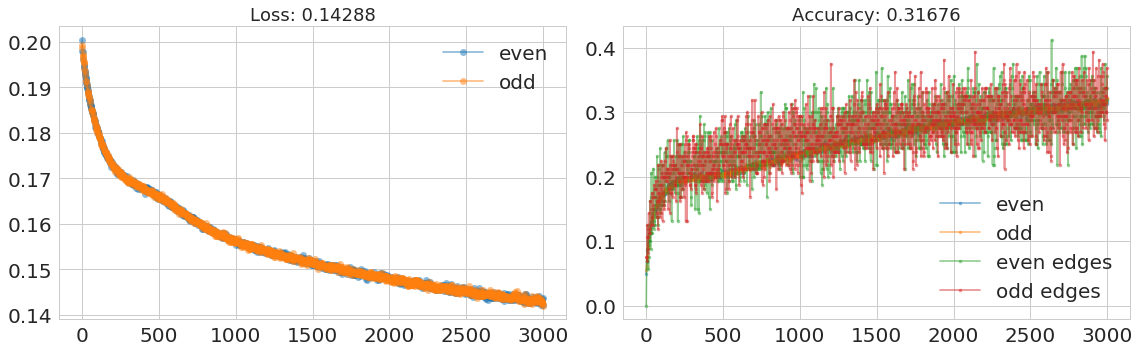 Loss: 0.14288
0.20
0.19
0.18
0.17
0.16
0.15
0.14
0 500 1000 1500 2000 2500 3000
even
odd
Accuracy: 0.31676
0.4
0.3
0.2
0.1
0.0
0 500 1000 1500 2000 2500 3000
even
odd
even edges
odd edges